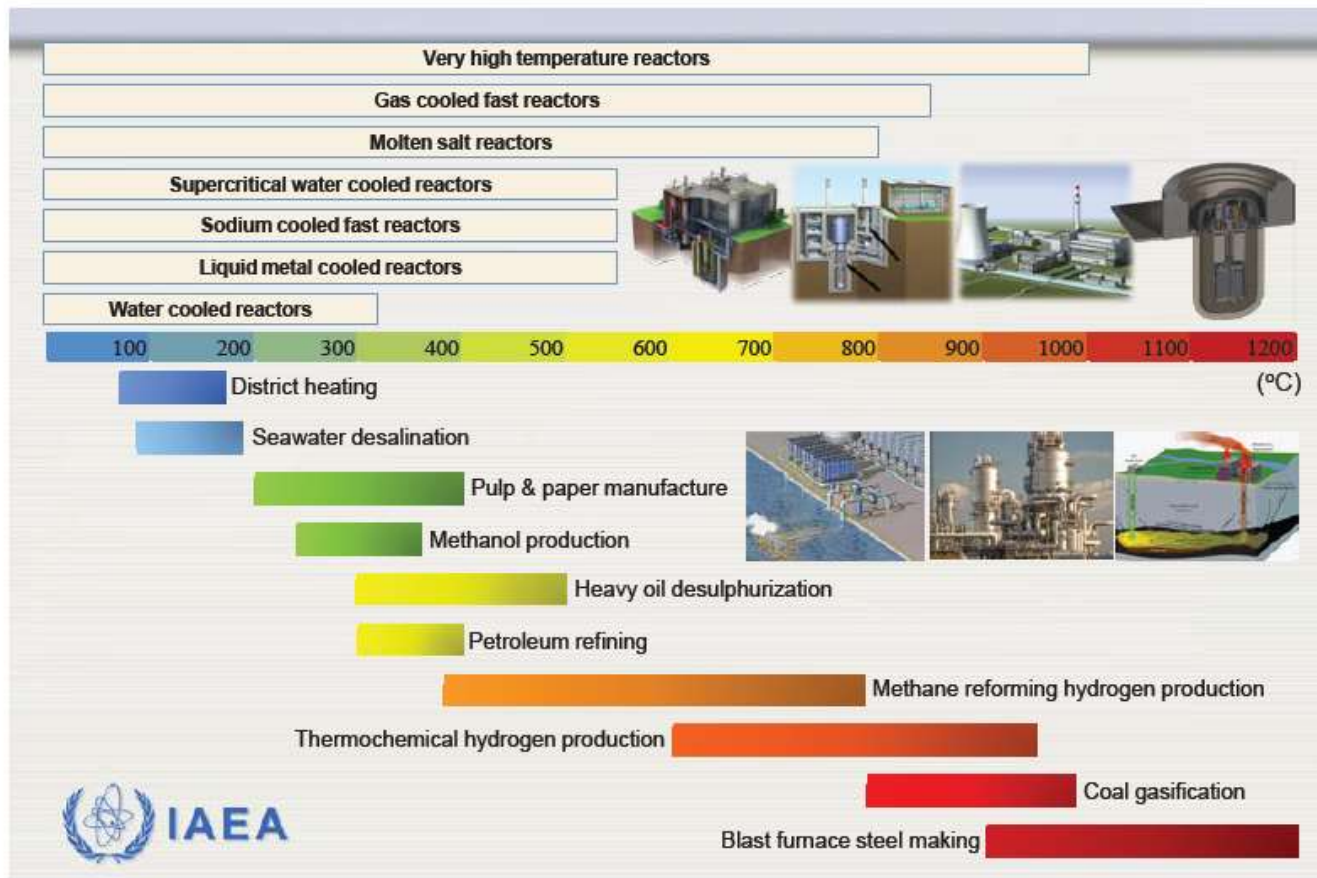 Very high temperature reactors
Gas cooled fast reactors
Molten salt reactors
Supercritical water cooled reactors
Sodium cooled fast reactors
Liquid metal cooled reactors
Water cooled reactors
100 200 300 400 500 600 700 800 900 1000 1100 1200
(ºC)
District heating
Seawater desalination
Pulp & paper manufacture
Methanol production
Heavy oil desulphurization
Petroleum refining
Methane reforming hydrogen production
Thermochemical hydrogen production
Coal gasification
Blast furnace steel making
IAEA